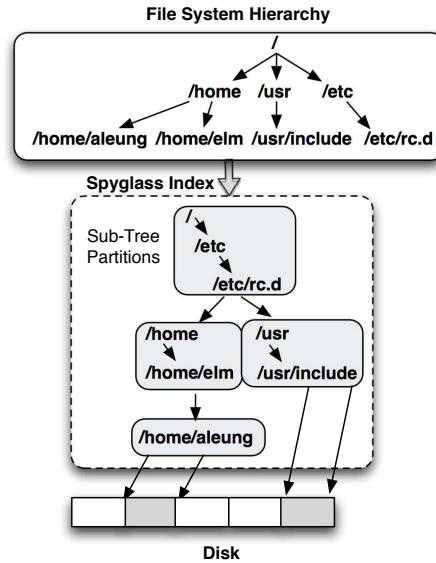 File System Hierarchy
/
/home /usr /etc
/home/aleung /home/elm /usr/include /etc/rc.d
Spyglass Index
Sub-Tree
Partitions
/
/etc
/etc/rc.d
/home
/home/elm
/usr
/usr/include
/home/aleung
Disk